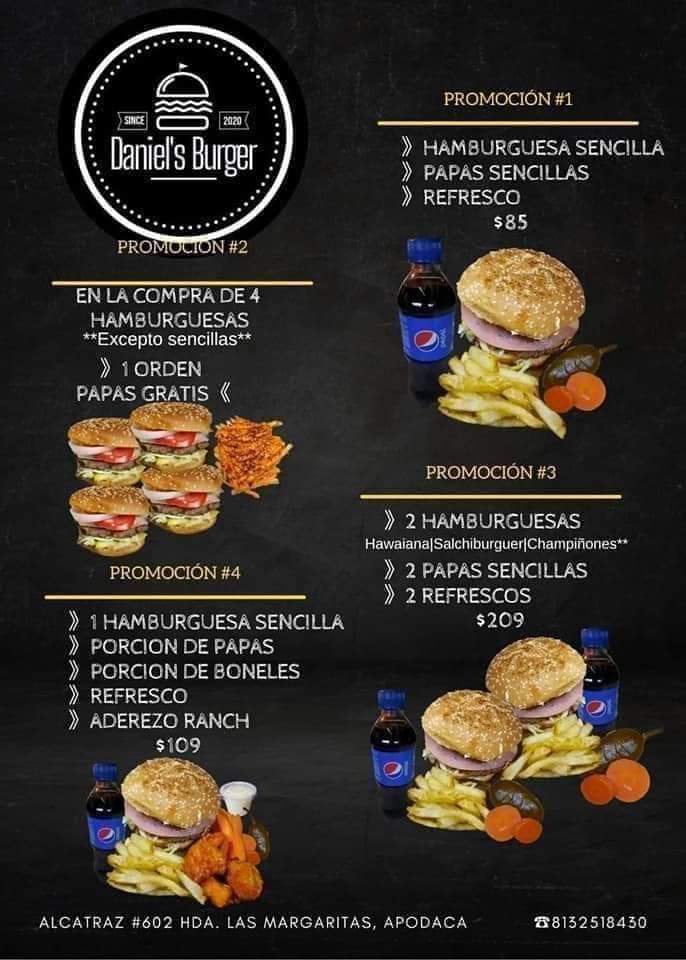 SINCE 2020
Daniel's Burger
PROMOCIÓN #1
》 HAMBURGUESA SENCILLA
》 PAPAS SENCILLAS
》 REFRESCO
$85
PROMOCIÓN #2
EN LA COMPRA DE 4
HAMBURGUESAS
**Excepto sencillas**
》 1 ORDEN
PAPAS GRATIS 《
pepsi
PROMOCIÓN #3
》 2 HAMBURGUESAS
Hawaiana|Salchiburguer|Champiñones**
》 2 PAPAS SENCILLAS
》 2 REFRESCOS
$209
PROMOCIÓN #4
》 1 HAMBURGUESA SENCILLA
》 PORCION DE PAPAS
》 PORCION DE BONELES
》 REFRESCO
》 ADEREZO RANCH
$109
ALCATRAZ #602 HDA. LAS MARGARITAS, APODACA
☎8132518430